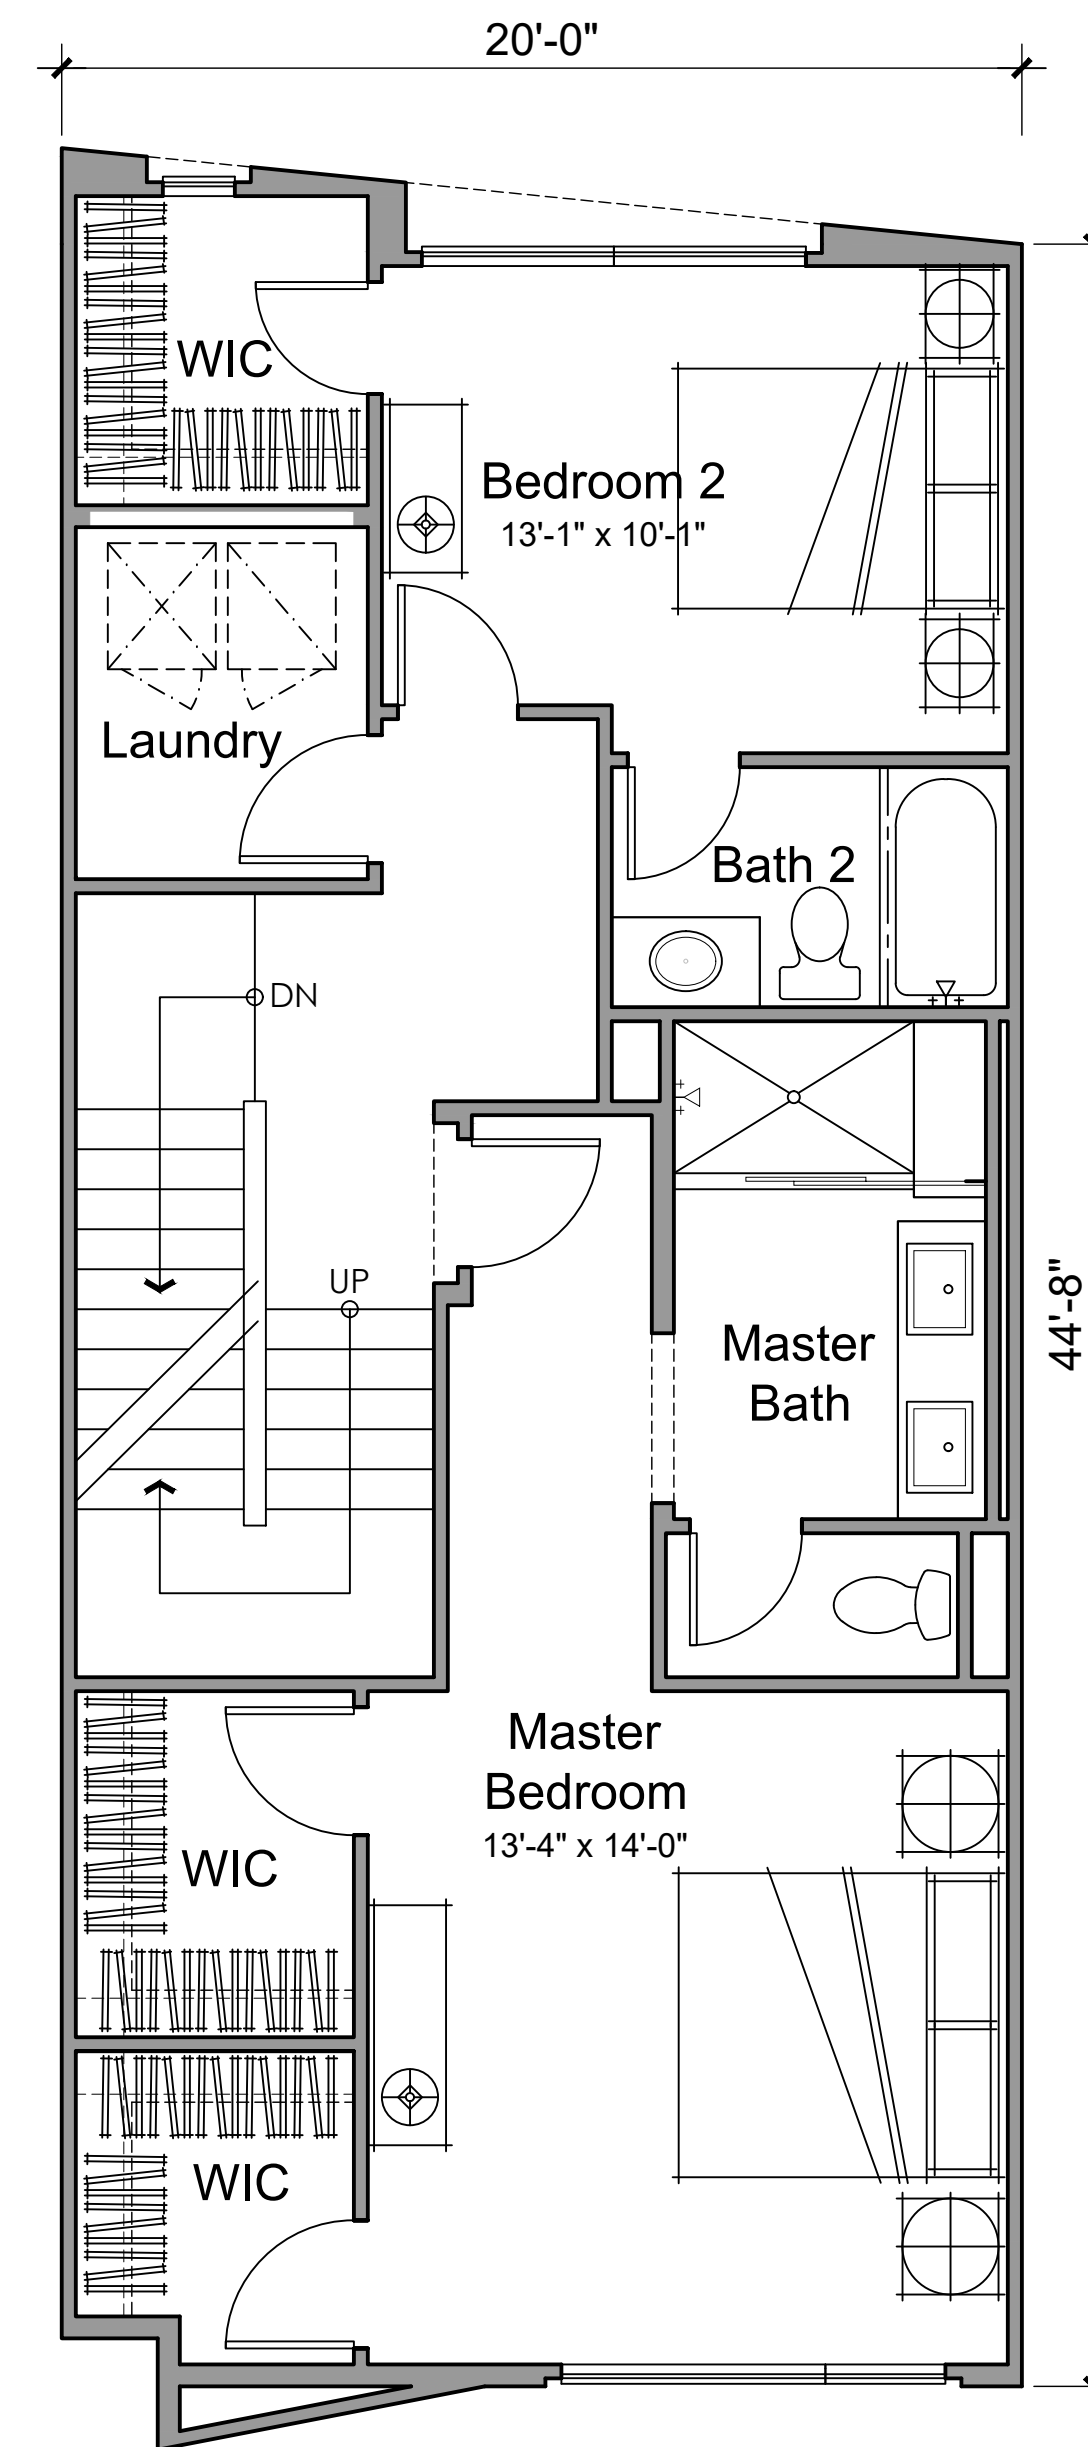 20'-0"
WIC
Bedroom 2
13'-1" x 10'-1"
Laundry
Bath 2
DN
UP
44'-8"
Master
Bath
Master
Bedroom
13'-4" x 14'-0"
WIC
WIC